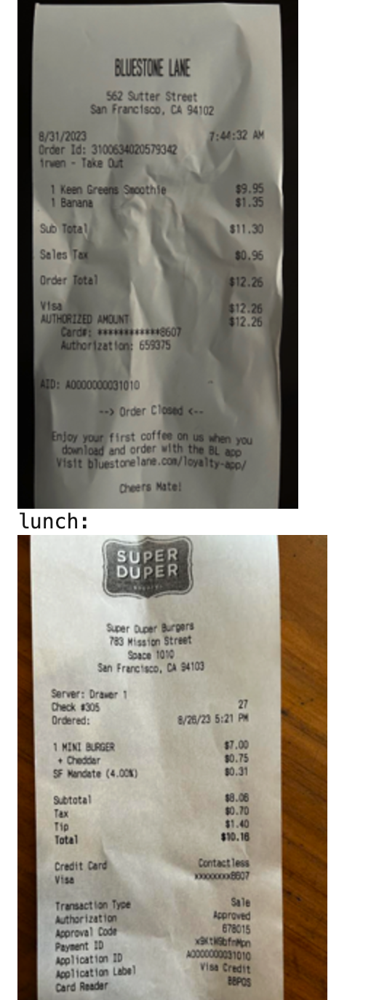 BLUESTONE LANE
562 Sutter Street
San Francisco, CA 94102
8/31/2023 7:44:32 AM
Order Id: 3100634020579342
irwen - Take Out
1 Keen Greens Smoothie $9.95
1 Banana $1.35
Sub Total $11.30
Sales Tax $0.96
Order Total $12.26
Visa $12.26
AUTHORIZED AMOUNT $12.26
Card#: ************8607
Authorization: 659375
AID: A0000000031010
--> Order Closed <--
Enjoy your first coffee on us when you
download and order with the BL app
Visit bluestonelane.com/loyalty-app/
Cheers Mate!
lunch:
SUPER
DUPER
Super Duper Burgers
783 Mission Street
Space 1010
San Francisco, CA 94103
Server: Drawer 1
Check #305 27
Ordered: 8/26/23 5:21 PM
1 MINI BURGER $7.00
+ Cheddar $0.75
SF Mandate (4.00%) $0.31
Subtotal $8.06
Tax $0.70
Tip $1.40
Total $10.16
Credit Card Contactless
Visa xxxxxxxx8607
Transaction Type Sale
Authorization Approved
Approval Code 678015
Payment ID
Application ID A0000000031010
Application Label Visa Credit
Card Reader BBPOS